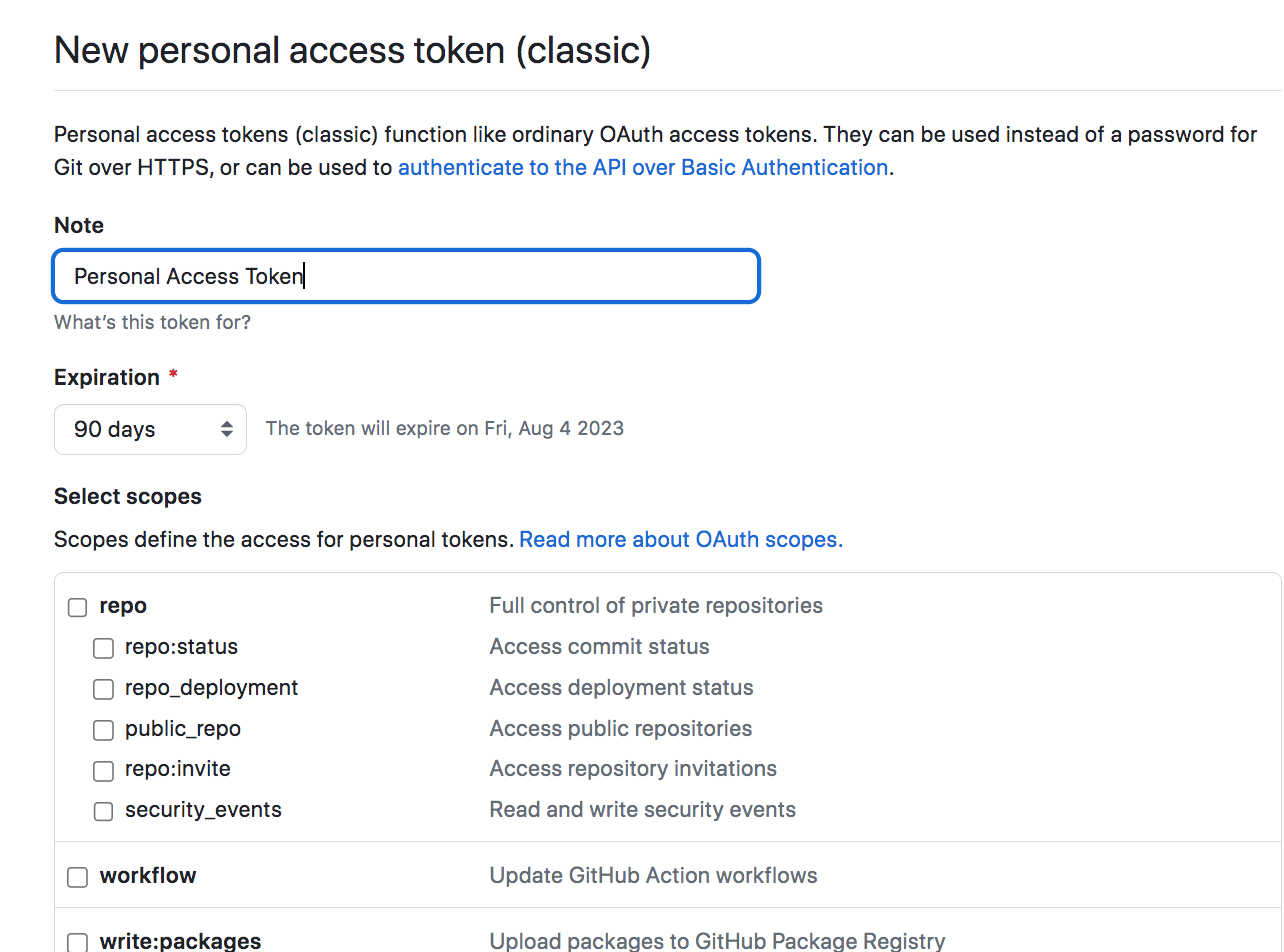 New personal access token (classic)
Personal access tokens (classic) function like ordinary OAuth access tokens. They can be used instead of a password for
Git over HTTPS, or can be used to authenticate to the API over Basic Authentication.
Note
Personal Access Token
What's this token for?
Expiration *
90 days The token will expire on Fri, Aug 4 2023
Select scopes
Scopes define the access for personal tokens. Read more about OAuth scopes.
repo Full control of private repositories
repo:status Access commit status
repo_deployment Access deployment status
public_repo Access public repositories
repo:invite Access repository invitations
security_events Read and write security events
workflow Update GitHub Action workflows
write:packages Upload packages to GitHub Package Registry